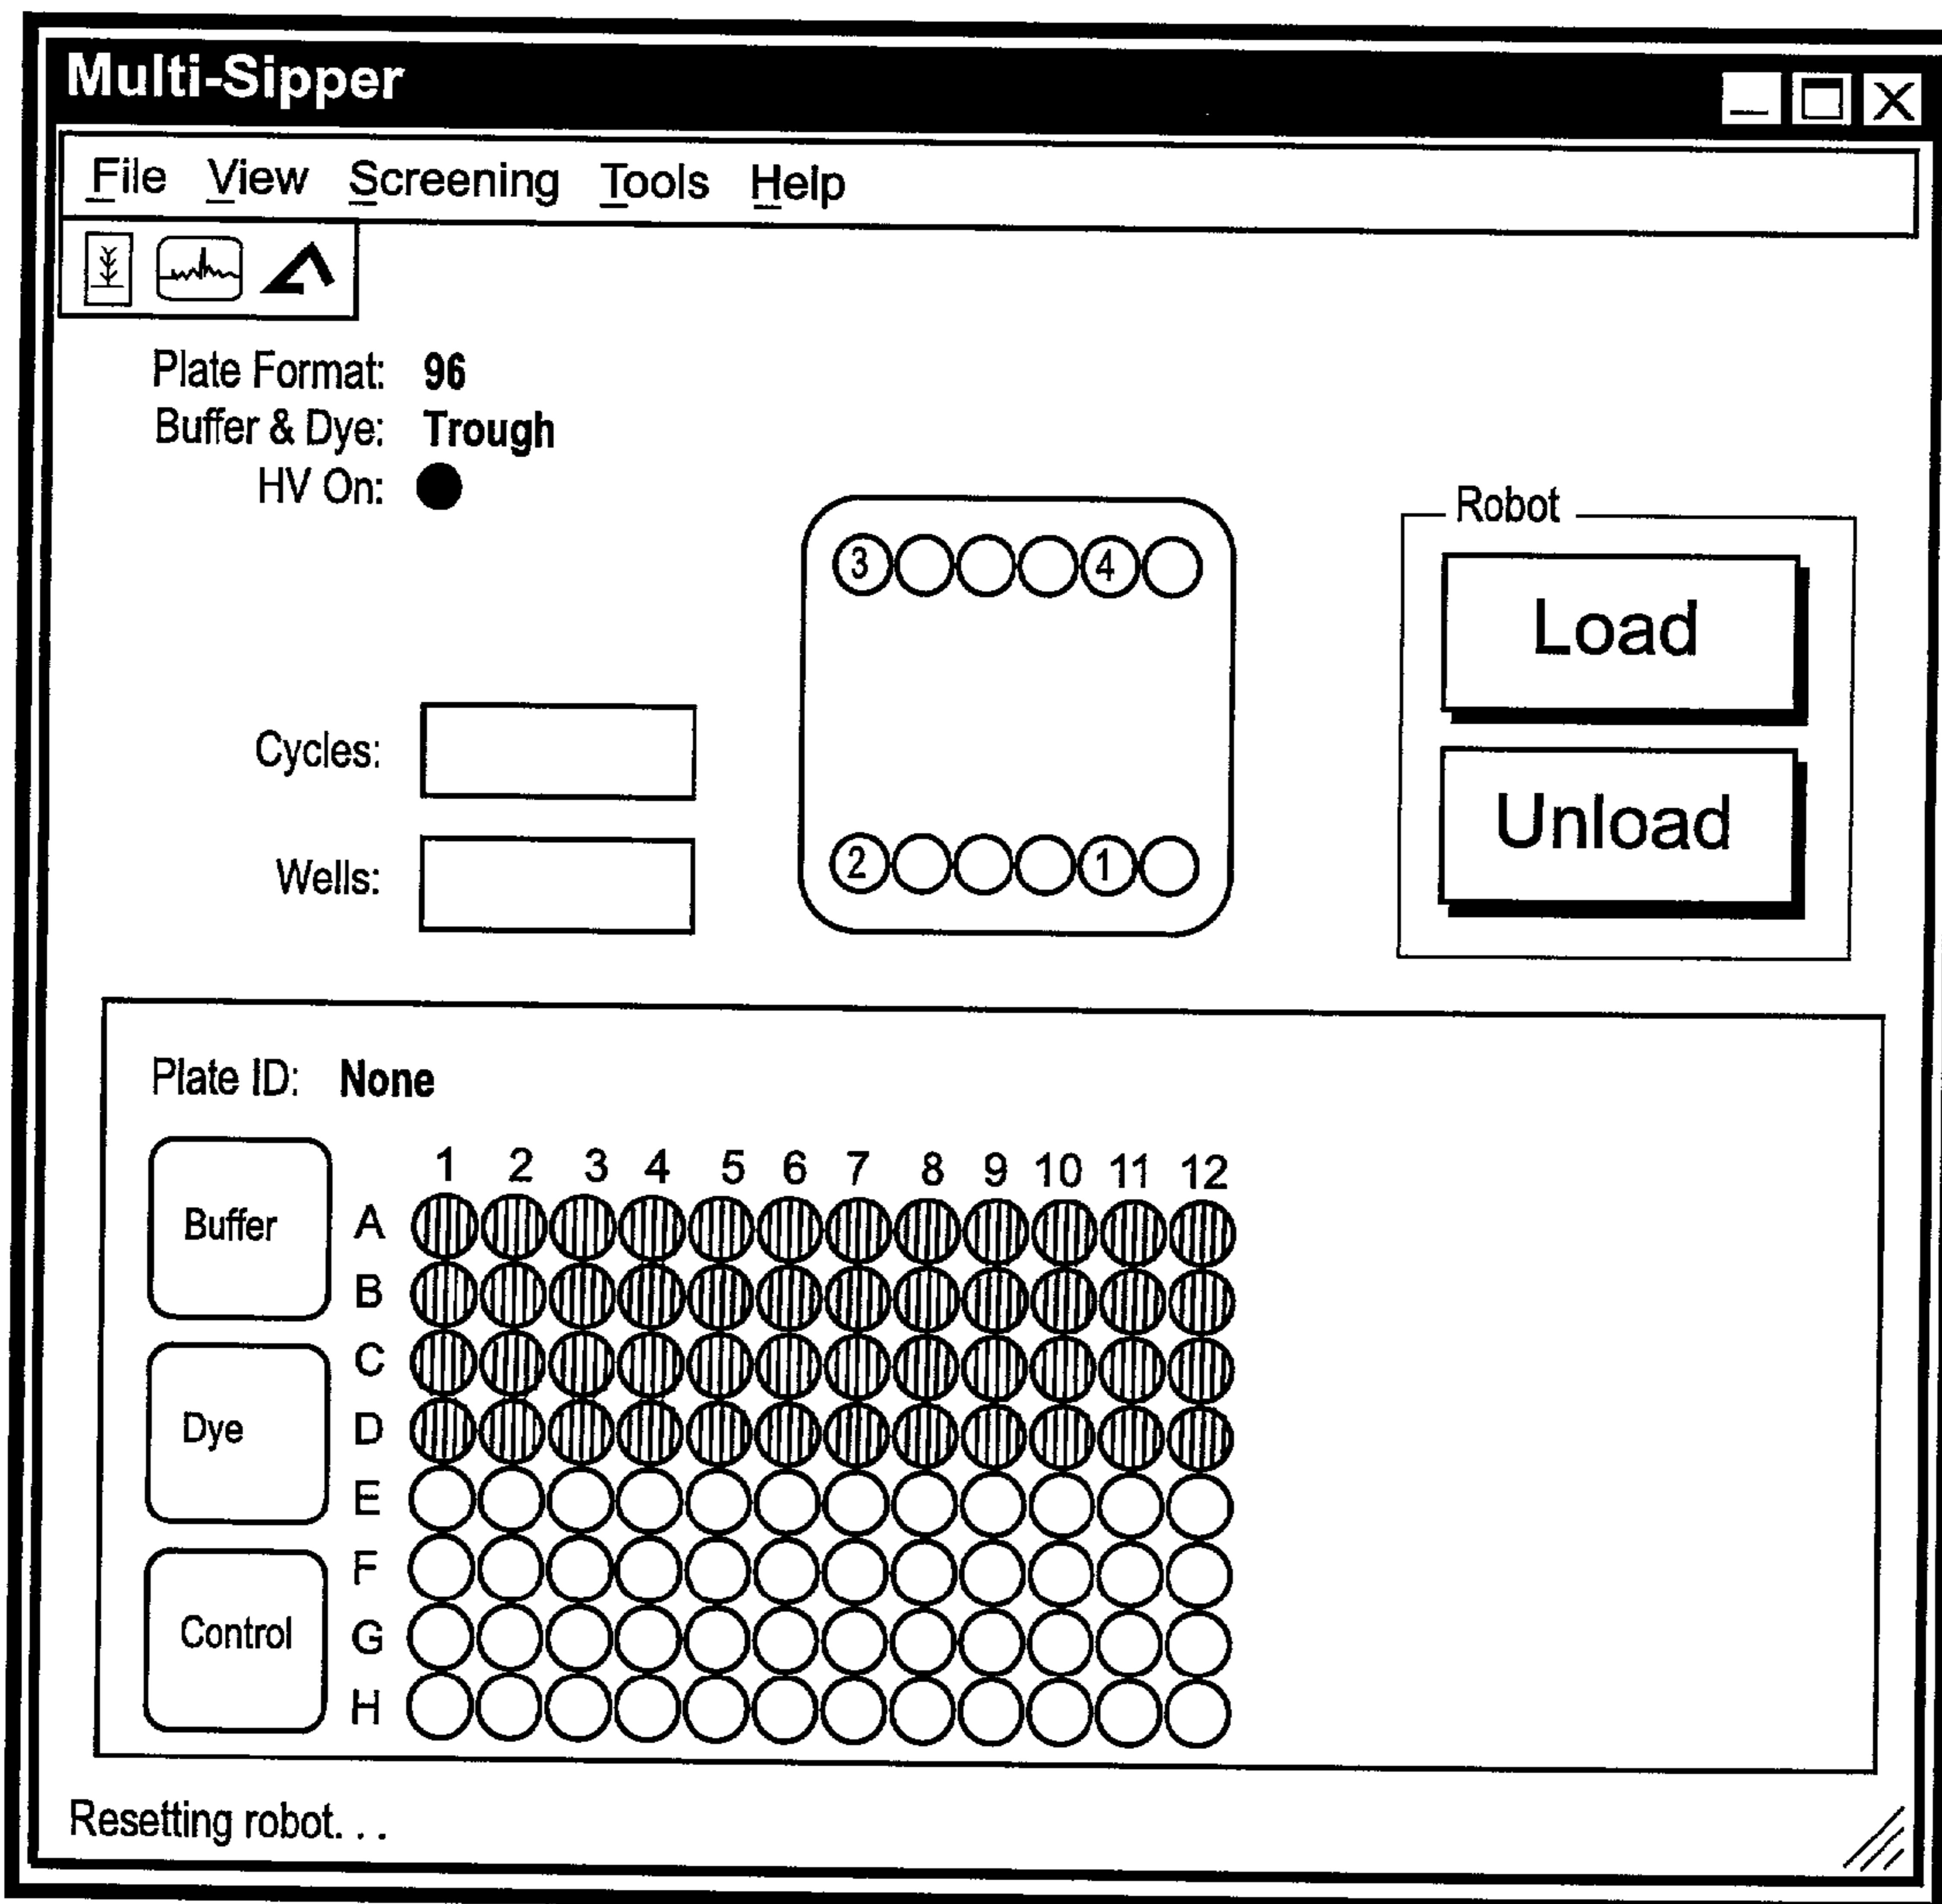 Multi-Sipper
File View Screening Tools Help
Plate Format: 96
Buffer & Dye: Trough
HV On:
Robot
3 4
Load
Cycles:
Unload
Wells:
2 1
Plate ID: None
1 2 3 4 5 6 7 8 9 10 11 12
Buffer
A
B
C
Dye
D
E
F
Control
G
H
Resetting robot. . .